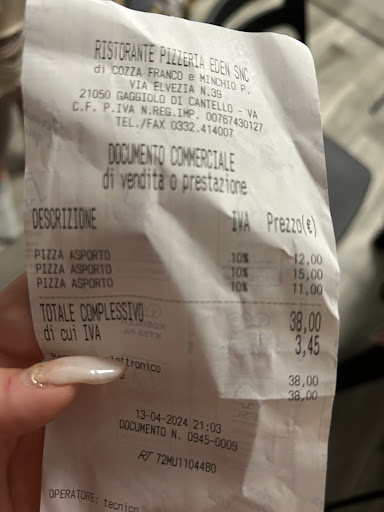 RISTORANTE PIZZERIA EDEN SNC
di COZZA FRANCO e MINCHIO P.
VIA ELVEZIA N.39
21050 GAGGIOLO DI CANTELLO - VA
C.F. P.IVA N.REG.IMP. 00767430127
TEL./FAX 0332.414007
DOCUMENTO COMMERCIALE
di vendita o prestazione
DESCRIZIONE IVA Prezzo(€)
PIZZA ASPORTO 10% 12,00
PIZZA ASPORTO 10% 15,00
PIZZA ASPORTO 10% 11,00
TOTALE COMPLESSIVO 38,00
di cui IVA 3,45
elettronico 38,00
38,00
13-04-2024 21:03
DOCUMENTO N. 0945-0009
RT 72MU1104480
OPERATORE: tecnico